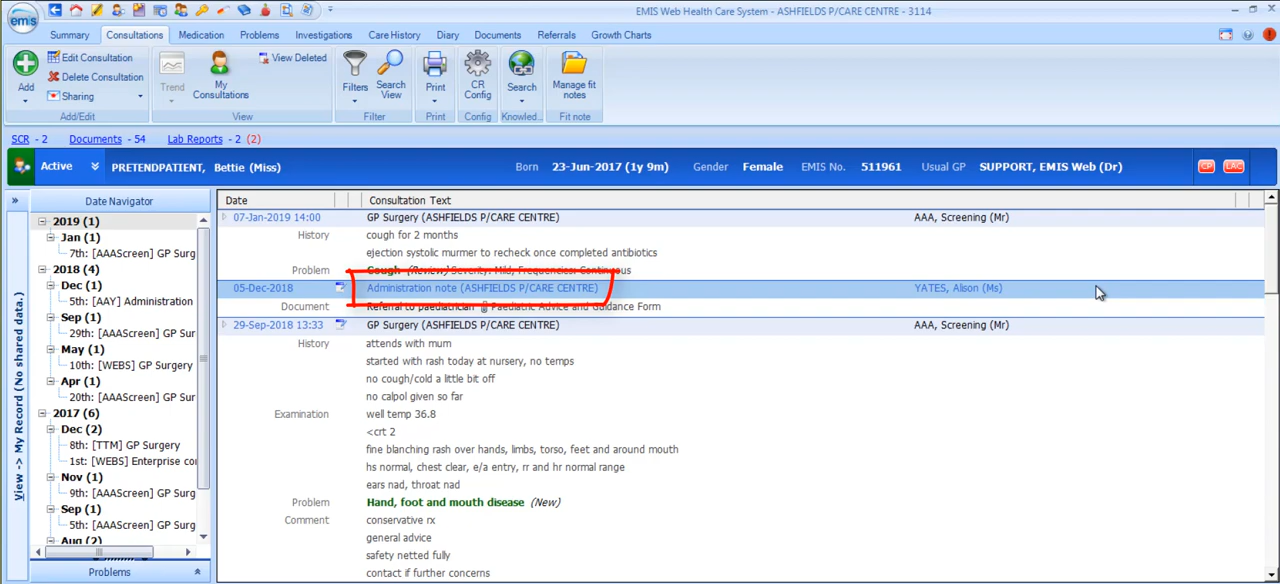 emis
EMIS Web Health Care System - ASHFIELDS P/CARE CENTRE - 3114
Summary Consultations Medication Problems Investigations Care History Diary Documents Referrals Growth Charts
Add
Edit Consultation
Delete Consultation
Sharing
Add/Edit
Trend
My Consultations
View Deleted
View
Filters
Search View
Filter
Print
Print
CR Config
Config
Search
Knowled...
Manage fit notes
Fit note
SCR - 2 Documents - 54 Lab Reports - 2 (2)
Active PRETENDPATIENT, Bettie (Miss) Born 23-Jun-2017 (1y 9m) Gender Female EMIS No. 511961 Usual GP SUPPORT, EMIS Web (Dr) CP LAC
»
View -> My Record (No shared data.)
Date Navigator
2019 (1)
Jan (1)
7th: [AAAScreen] GP Surg
2018 (4)
Dec (1)
5th: [AAY] Administration
Sep (1)
29th: [AAAScreen] GP Sur
May (1)
10th: [WEBS] GP Surgery
Apr (1)
20th: [AAAScreen] GP Sur
2017 (6)
Dec (2)
8th: [TTM] GP Surgery
1st: [WEBS] Enterprise co
Nov (1)
9th: [AAAScreen] GP Surg
Sep (1)
5th: [AAAScreen] GP Surg
Aug (2)
Problems
Date Consultation Text
07-Jan-2019 14:00 GP Surgery (ASHFIELDS P/CARE CENTRE) AAA, Screening (Mr)
History cough for 2 months
ejection systolic murmer to recheck once completed antibiotics
Problem Cough (Review) Severity: Mild, Frequencies: Continuous
05-Dec-2018 Administration note (ASHFIELDS P/CARE CENTRE) YATES, Alison (Ms)
Document Referral to paediatrician Paediatric Advice and Guidance Form
29-Sep-2018 13:33 GP Surgery (ASHFIELDS P/CARE CENTRE) AAA, Screening (Mr)
History attends with mum
started with rash today at nursery, no temps
no cough/cold a little bit off
no calpol given so far
Examination well temp 36.8
<crt 2
fine blanching rash over hands, limbs, torso, feet and around mouth
hs normal, chest clear, e/a entry, rr and hr normal range
ears nad, throat nad
Problem Hand, foot and mouth disease (New)
Comment conservative rx
general advice
safety netted fully
contact if further concerns